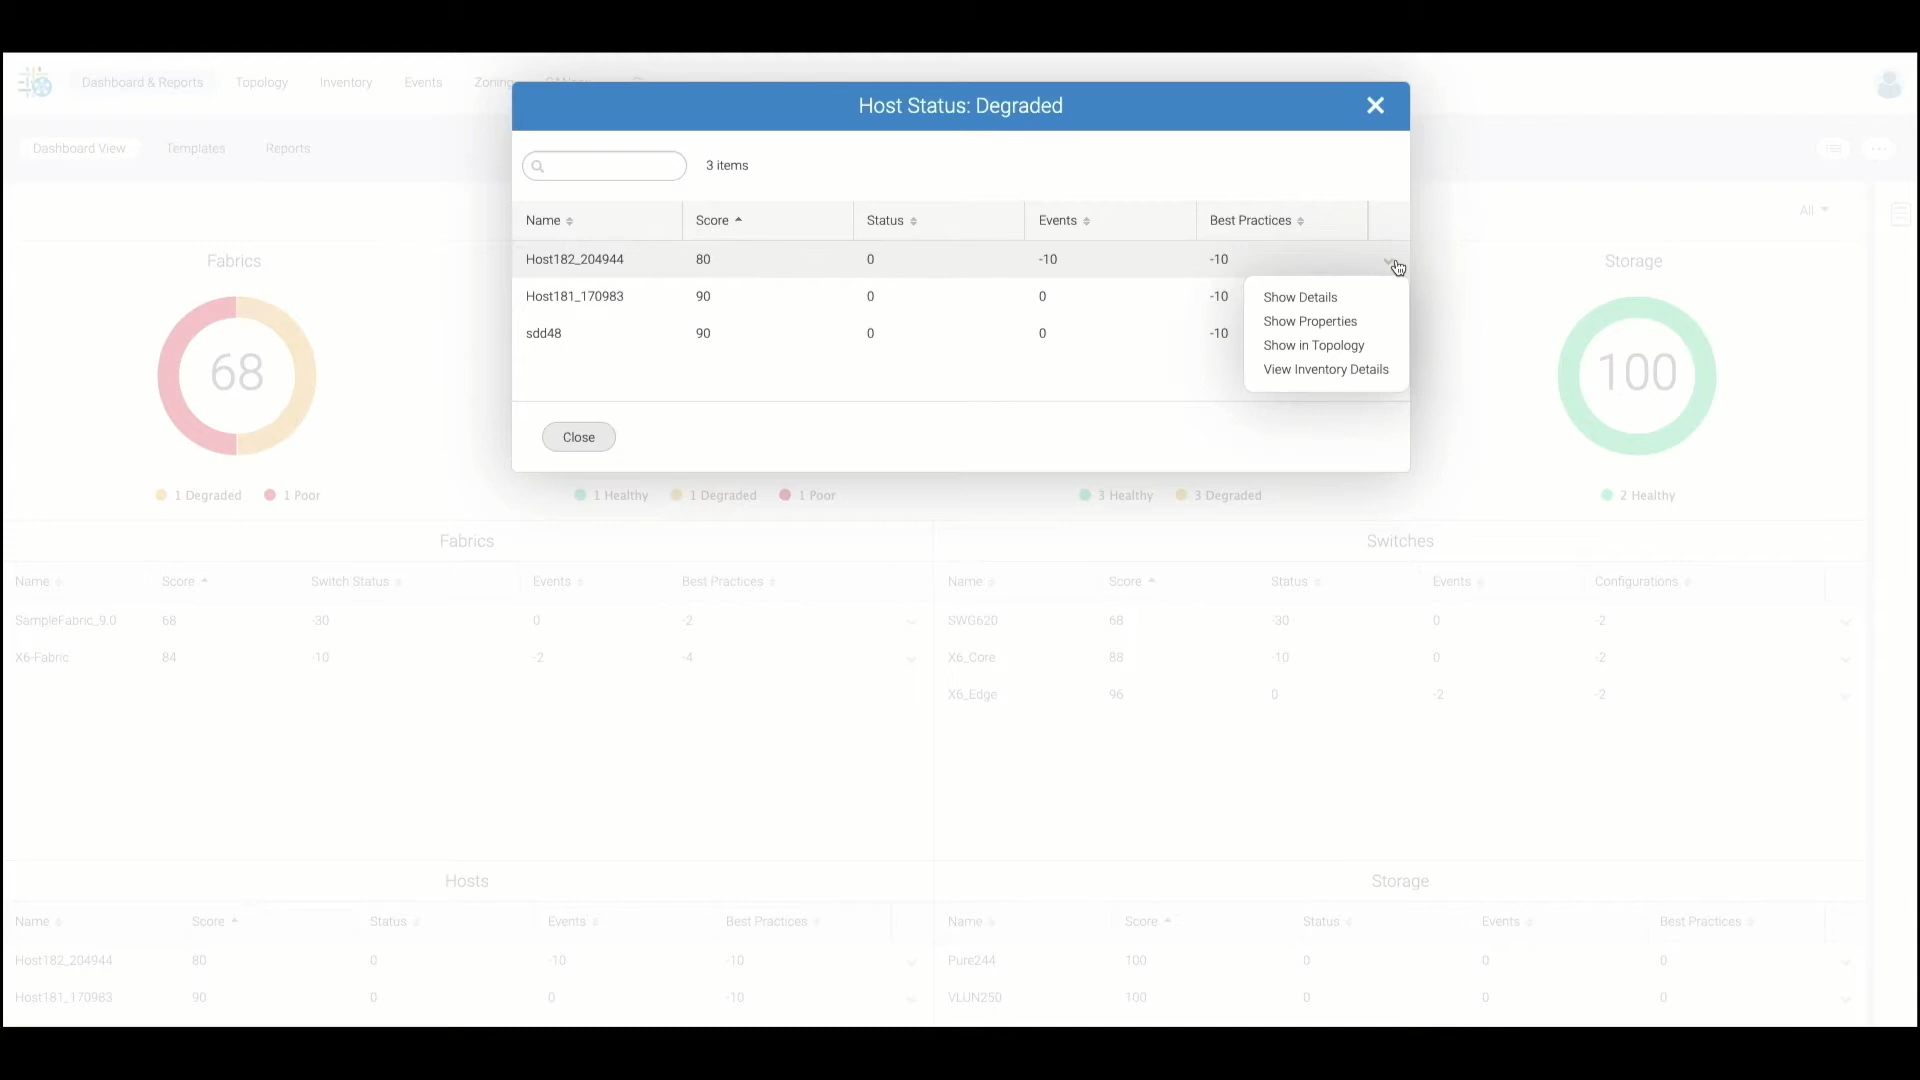 Dashboard & Reports Topology Inventory Events Zoning
Host Status: Degraded
Dashboard View Templates Reports
3 items
Name Score Status Events Best Practices
All
Host182_204944 80 0 -10 -10
Host181_170983 90 0 0 -10
sdd48 90 0 0 -10
Show Details
Show Properties
Show in Topology
View Inventory Details
Close
Fabrics
68
1 Degraded 1 Poor
1 Healthy 1 Degraded 1 Poor
3 Healthy 3 Degraded
Storage
100
2 Healthy
Fabrics
Name Score Switch Status Events Best Practices
SampleFabric_9.0 68 -30 0 -2
X6-Fabric 84 -10 -2 -4
Switches
Name Score Status Events Configurations
SWG620 68 -30 0 -2
X6_Core 88 -10 0 -2
X6_Edge 96 0 -2 -2
Hosts
Name Score Status Events Best Practices
Host182_204944 80 0 -10 -10
Host181_170983 90 0 0 -10
Storage
Name Score Status Events Best Practices
Pure244 100 0 0 0
VLUN250 100 0 0 0